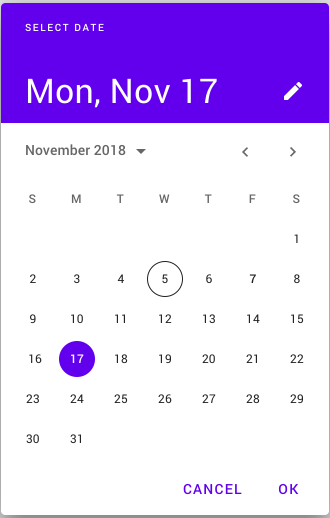 SELECT DATE
Mon, Nov 17
November 2018
S M T W T F S
1
2 3 4 5 6 7 8
9 10 11 12 13 14 15
16 17 18 19 20 21 22
23 24 25 26 27 28 29
30 31
CANCEL OK